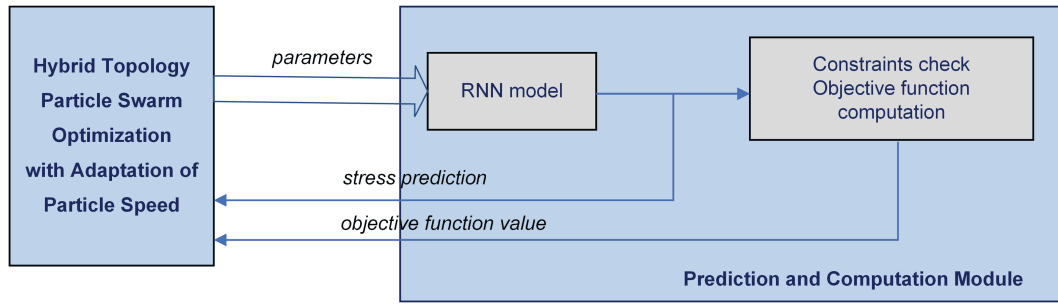 Hybrid Topology
Particle Swarm
Optimization
with Adaptation of
Particle Speed
parameters
RNN model
Constraints check
Objective function
computation
stress prediction
objective function value
Prediction and Computation Module